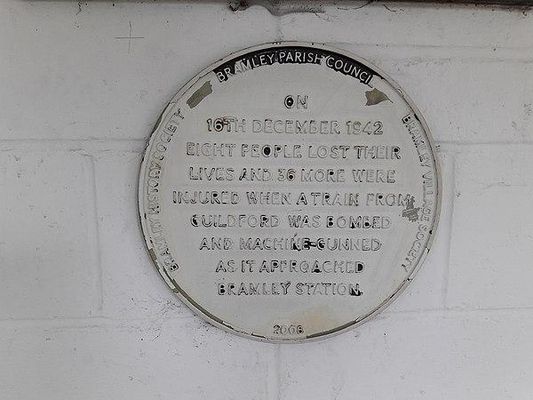 BRAMLEY PARISH COUNCIL
BRAMLEY HISTORY SOCIETY
BRAMLEY VILLAGE SOCIETY
ON
16TH DECEMBER 1942
EIGHT PEOPLE LOST THEIR
LIVES AND 36 MORE WERE
INJURED WHEN A TRAIN FROM
GUILDFORD WAS BOMBED
AND MACHINE-GUNNED
AS IT APPROACHED
BRAMLEY STATION.
2006